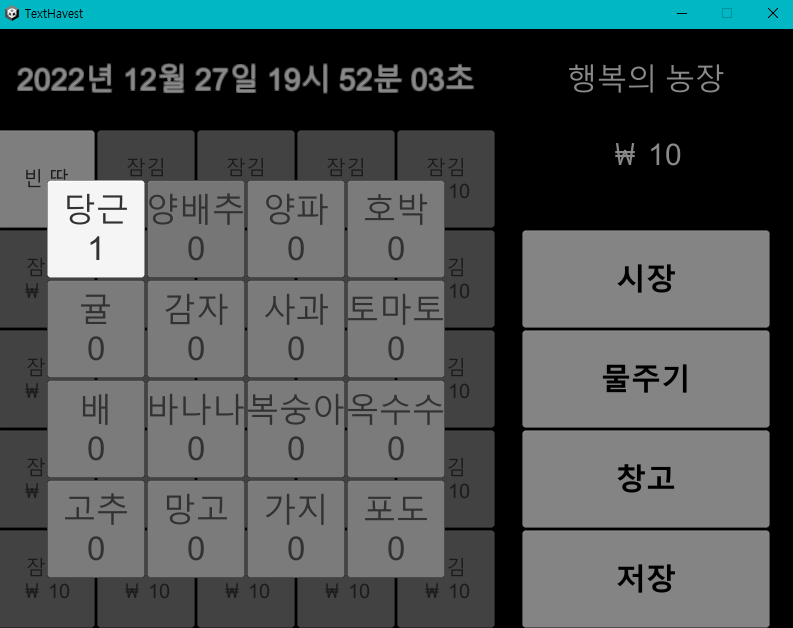 TextHavest
2022년 12월 27일 19시 52분 03초
행복의 농장
₩ 10
빈 땅
잠김
잠김
잠김
잠김
10
당근
1
양배추
0
양파
0
호박
0
잠
₩
김
10
귤
0
감자
0
사과
0
토마토
0
잠
₩
김
10
배
0
바나나
0
복숭아
0
옥수수
0
잠
₩
김
10
고추
0
망고
0
가지
0
포도
0
잠
김
₩ 10
₩ 10
₩ 10
₩ 10
₩ 10
시장
물주기
창고
저장